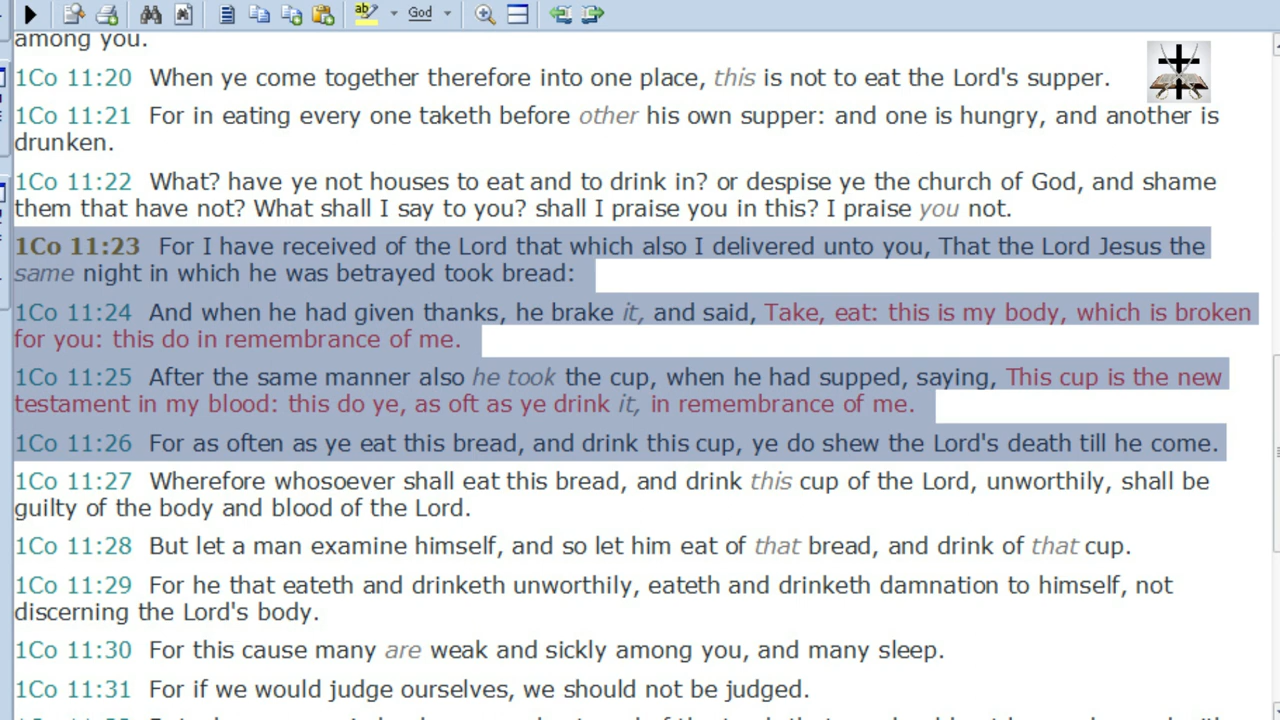 God
among you.
1Co 11:20 When ye come together therefore into one place, this is not to eat the Lord's supper.
1Co 11:21 For in eating every one taketh before other his own supper: and one is hungry, and another is
drunken.
1Co 11:22 What? have ye not houses to eat and to drink in? or despise ye the church of God, and shame
them that have not? What shall I say to you? shall I praise you in this? I praise you not.
1Co 11:23 For I have received of the Lord that which also I delivered unto you, That the Lord Jesus the
same night in which he was betrayed took bread:
1Co 11:24 And when he had given thanks, he brake it, and said, Take, eat: this is my body, which is broken
for you: this do in remembrance of me.
1Co 11:25 After the same manner also he took the cup, when he had supped, saying, This cup is the new
testament in my blood: this do ye, as oft as ye drink it, in remembrance of me.
1Co 11:26 For as often as ye eat this bread, and drink this cup, ye do shew the Lord's death till he come.
1Co 11:27 Wherefore whosoever shall eat this bread, and drink this cup of the Lord, unworthily, shall be
guilty of the body and blood of the Lord.
1Co 11:28 But let a man examine himself, and so let him eat of that bread, and drink of that cup.
1Co 11:29 For he that eateth and drinketh unworthily, eateth and drinketh damnation to himself, not
discerning the Lord's body.
1Co 11:30 For this cause many are weak and sickly among you, and many sleep.
1Co 11:31 For if we would judge ourselves, we should not be judged.